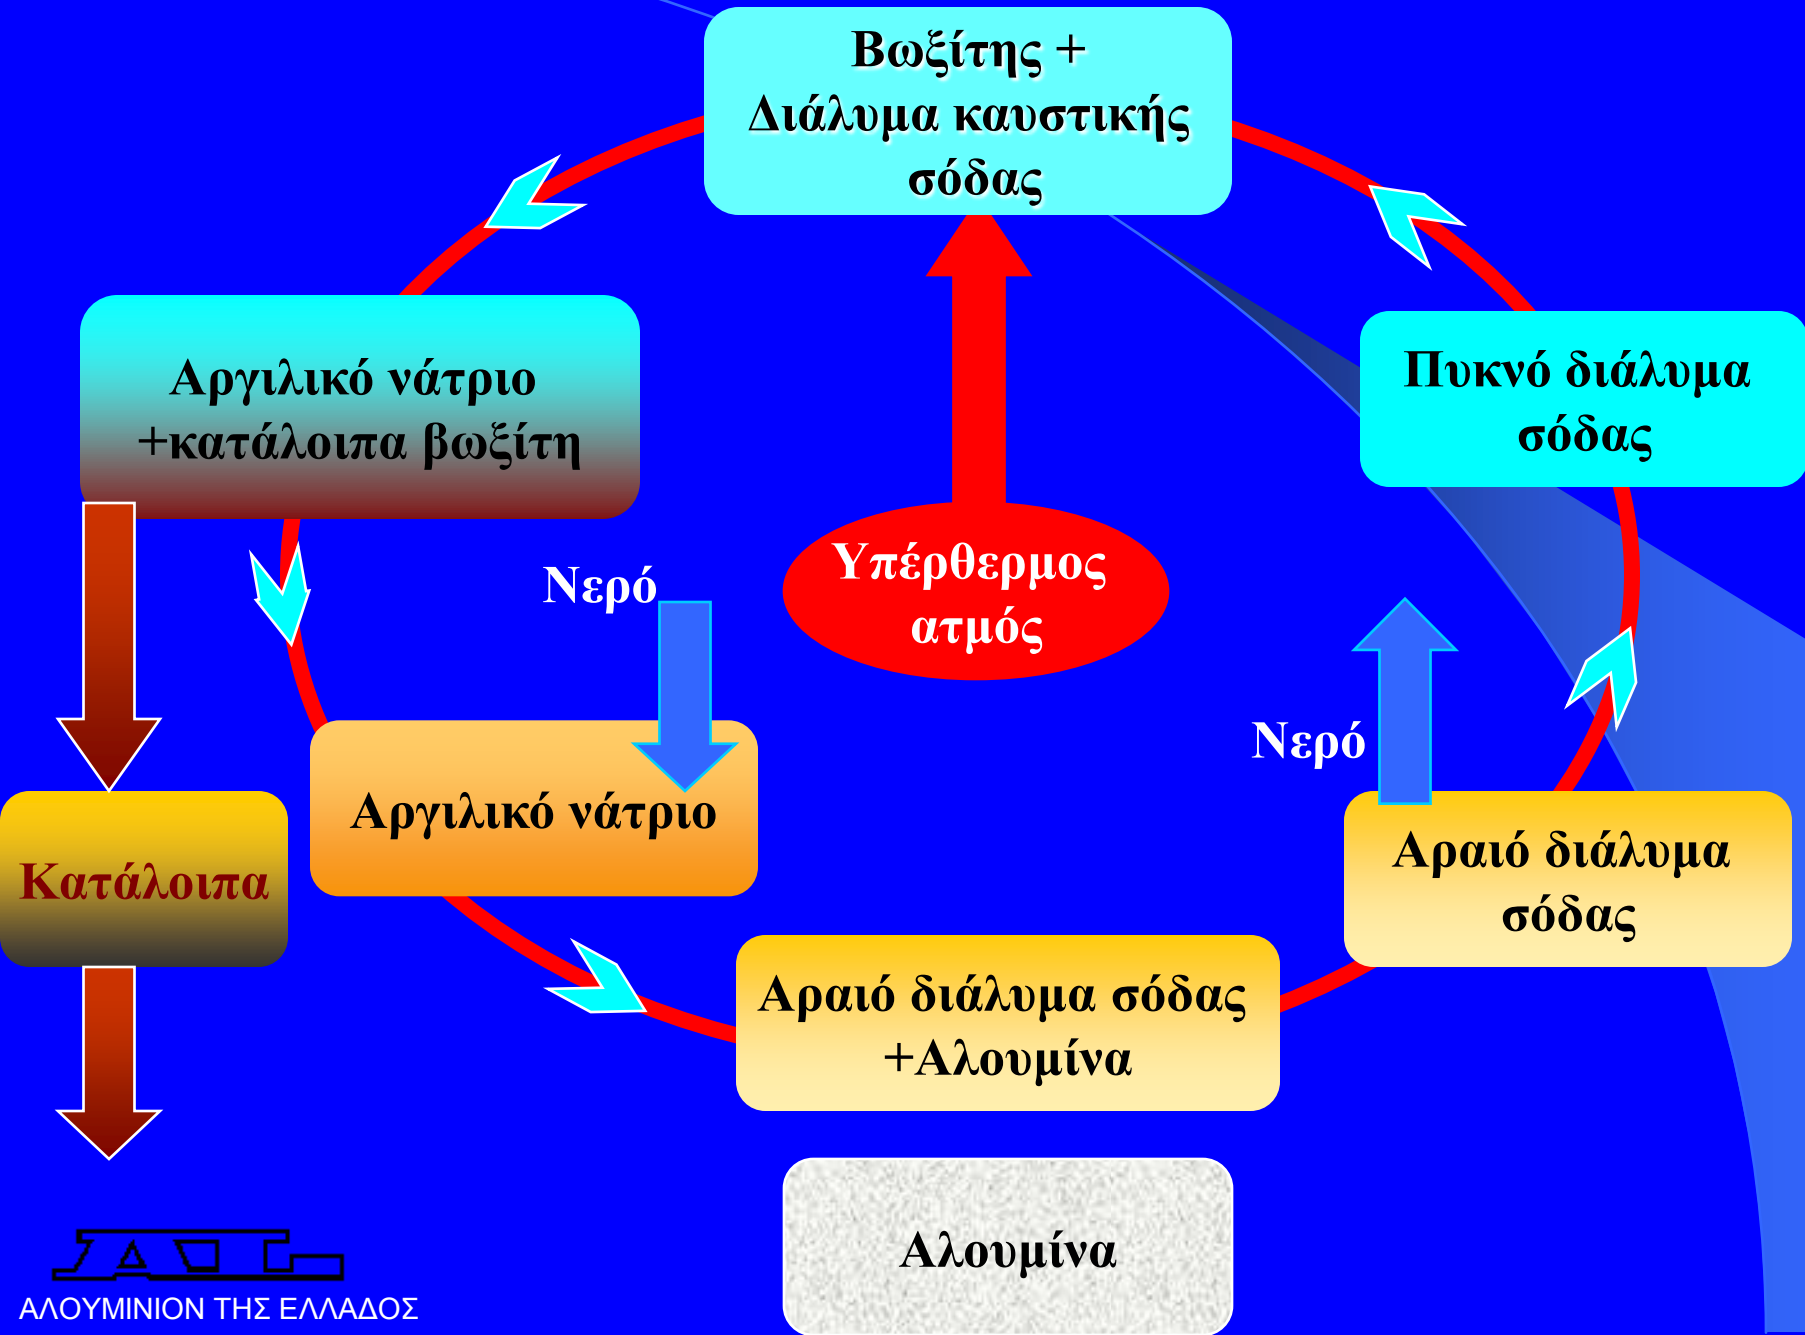 Βωξίτης +
Διάλυμα καυστικής
σόδας
Αργιλικό νάτριο
+κατάλοιπα βωξίτη
Πυκνό διάλυμα
σόδας
Νερό
Υπέρθερμος
ατμός
Νερό
Αργιλικό νάτριο
Κατάλοιπα
Αραιό διάλυμα
σόδας
Αραιό διάλυμα σόδας
+Αλουμίνα
Αλουμίνα
ΑΛΟΥΜΙΝΙΟΝ ΤΗΣ ΕΛΛΑΔΟΣ